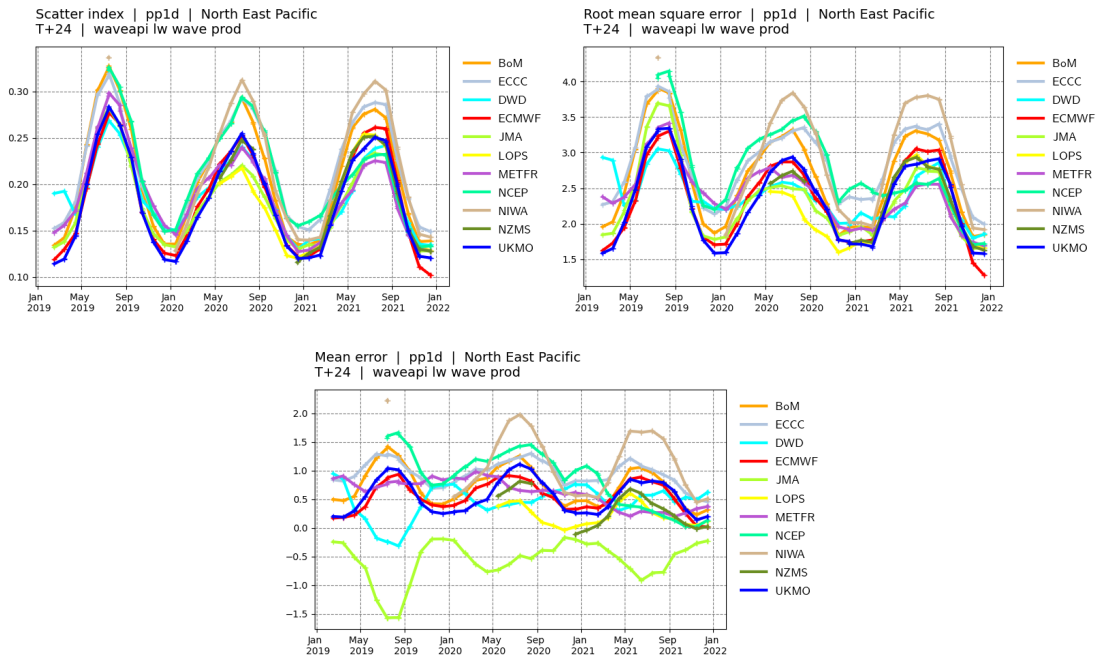 Scatter index | pp1d | North East Pacific
T+24 | waveapi lw wave prod
0.30
0.25
0.20
0.15
0.10
Jan 2019
May 2019
Sep 2019
Jan 2020
May 2020
Sep 2020
Jan 2021
May 2021
Sep 2021
Jan 2022
BoM
ECCC
DWD
ECMWF
JMA
LOPS
METFR
NCEP
NIWA
NZMS
UKMO
Root mean square error | pp1d | North East Pacific
T+24 | waveapi lw wave prod
4.0
3.5
3.0
2.5
2.0
1.5
Jan 2019
May 2019
Sep 2019
Jan 2020
May 2020
Sep 2020
Jan 2021
May 2021
Sep 2021
Jan 2022
BoM
ECCC
DWD
ECMWF
JMA
LOPS
METFR
NCEP
NIWA
NZMS
UKMO
Mean error | pp1d | North East Pacific
T+24 | waveapi lw wave prod
2.0
1.5
1.0
0.5
0.0
−0.5
−1.0
−1.5
Jan 2019
May 2019
Sep 2019
Jan 2020
May 2020
Sep 2020
Jan 2021
May 2021
Sep 2021
Jan 2022
BoM
ECCC
DWD
ECMWF
JMA
LOPS
METFR
NCEP
NIWA
NZMS
UKMO